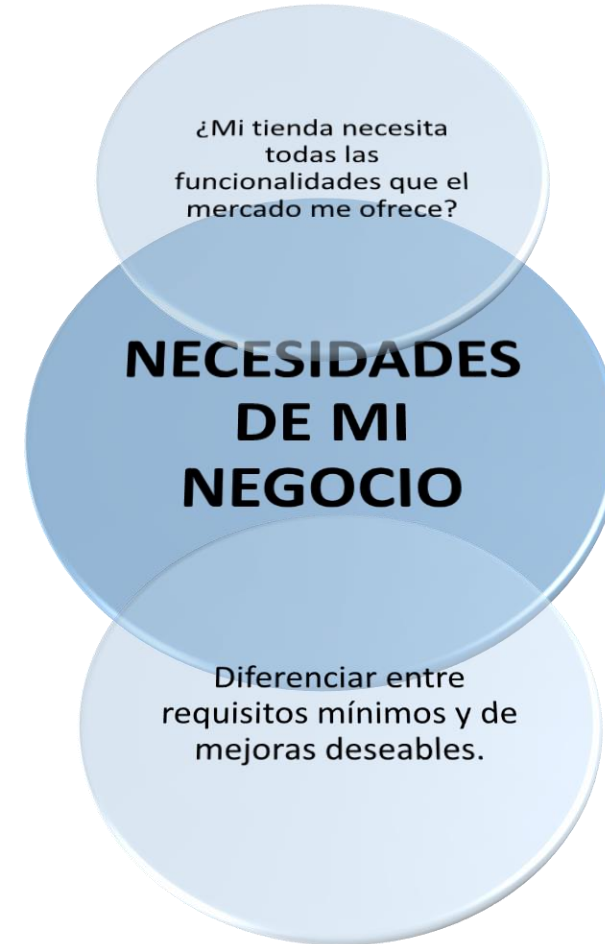 ¿Mi tienda necesita
todas las
funcionalidades que el
mercado me ofrece?
NECESIDADES
DE MI
NEGOCIO
Diferenciar entre
requisitos mínimos y de
mejoras deseables.